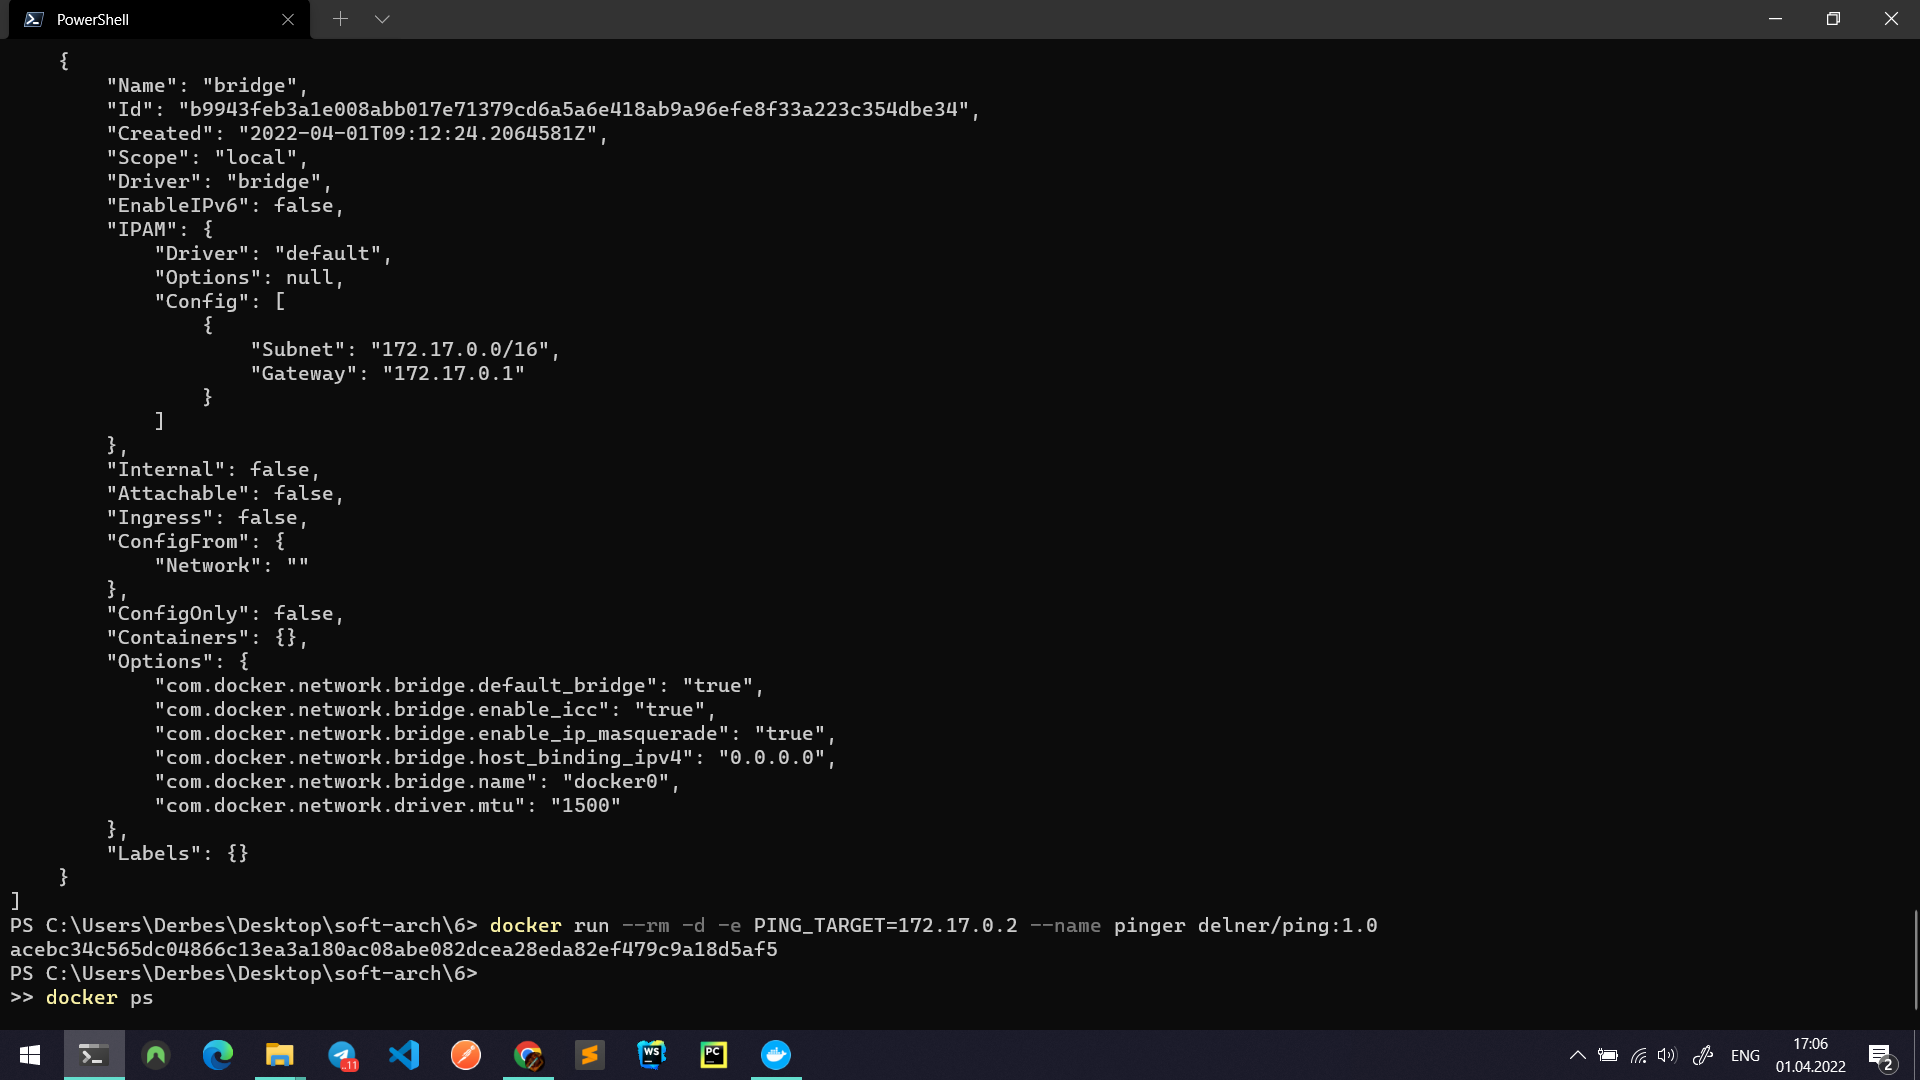 PowerShell
    {
        "Name": "bridge",
        "Id": "b9943feb3a1e008abb017e71379cd6a5a6e418ab9a96efe8f33a223c354dbe34",
        "Created": "2022-04-01T09:12:24.2064581Z",
        "Scope": "local",
        "Driver": "bridge",
        "EnableIPv6": false,
        "IPAM": {
            "Driver": "default",
            "Options": null,
            "Config": [
                {
                    "Subnet": "172.17.0.0/16",
                    "Gateway": "172.17.0.1"
                }
            ]
        },
        "Internal": false,
        "Attachable": false,
        "Ingress": false,
        "ConfigFrom": {
            "Network": ""
        },
        "ConfigOnly": false,
        "Containers": {},
        "Options": {
            "com.docker.network.bridge.default_bridge": "true",
            "com.docker.network.bridge.enable_icc": "true",
            "com.docker.network.bridge.enable_ip_masquerade": "true",
            "com.docker.network.bridge.host_binding_ipv4": "0.0.0.0",
            "com.docker.network.bridge.name": "docker0",
            "com.docker.network.driver.mtu": "1500"
        },
        "Labels": {}
    }
]
PS C:\Users\Derbes\Desktop\soft-arch\6> docker run --rm -d -e PING_TARGET=172.17.0.2 --name pinger delner/ping:1.0
acebc34c565dc04866c13ea3a180ac08abe082dcea28eda82ef479c9a18d5af5
PS C:\Users\Derbes\Desktop\soft-arch\6>
>> docker ps
..11
WS
PC
ENG
17:06
01.04.2022
2